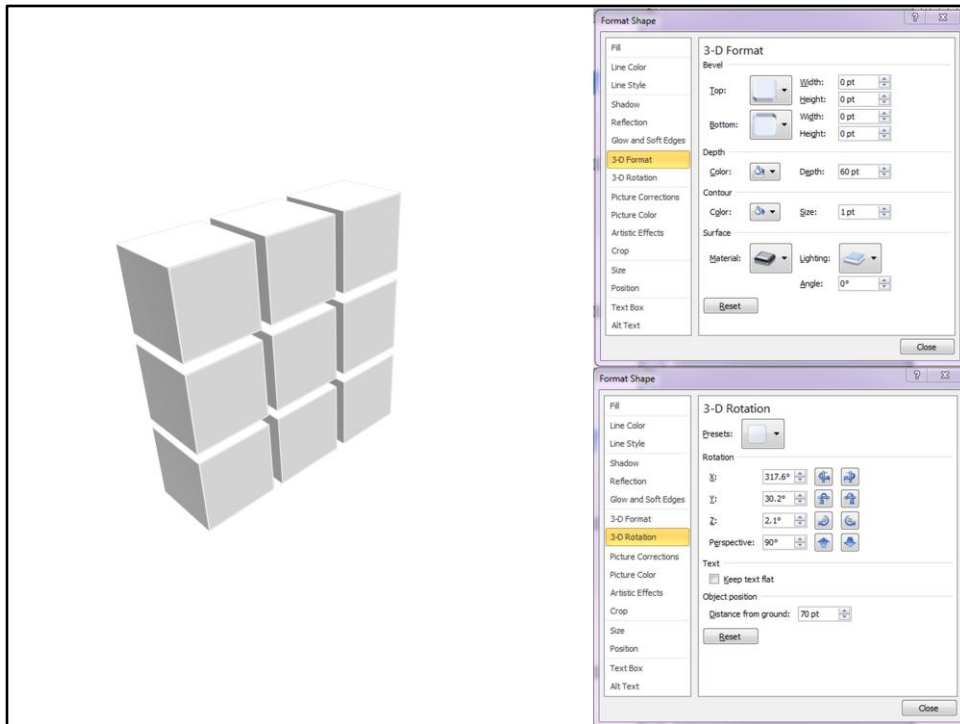 Format Shape
Fill
Line Color
Line Style
Shadow
Reflection
Glow and Soft Edges
3-D Format
3-D Rotation
Picture Corrections
Picture Color
Artistic Effects
Crop
Size
Position
Text Box
Alt Text
3-D Format
Bevel
Top:
Width: 0 pt
Height: 0 pt
Bottom:
Width: 0 pt
Height: 0 pt
Depth
Color: Depth: 60 pt
Contour
Color: Size: 1 pt
Surface
Material: Lighting:
Angle: 0°
Reset
Close
Format Shape
Fill
Line Color
Line Style
Shadow
Reflection
Glow and Soft Edges
3-D Format
3-D Rotation
Picture Corrections
Picture Color
Artistic Effects
Crop
Size
Position
Text Box
Alt Text
3-D Rotation
Presets:
Rotation
X: 317.6°
Y: 30.2°
Z: 2.1°
Perspective: 90°
Text
Keep text flat
Object position
Distance from ground: 70 pt
Reset
Close